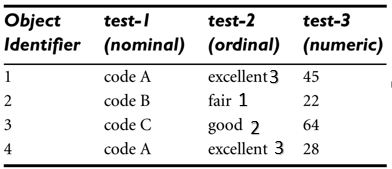 Object test-1 test-2 test-3
Identifier (nominal) (ordinal) (numeric)
1 code A excellent 3 45
2 code B fair 1 22
3 code C good 2 64
4 code A excellent 3 28